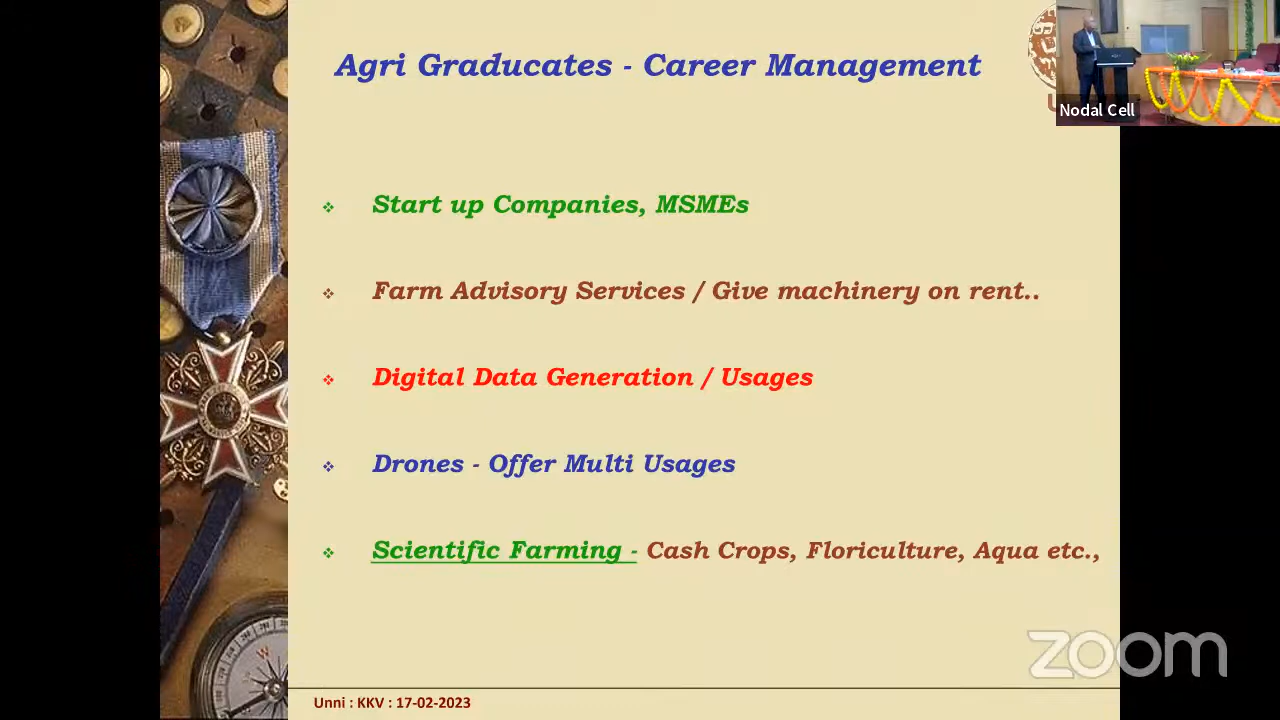 Agri Graducates - Career Management
Nodal Cell
Start up Companies, MSMEs
Farm Advisory Services / Give machinery on rent..
Digital Data Generation / Usages
Drones - Offer Multi Usages
Scientific Farming - Cash Crops, Floriculture, Aqua etc.,
zoom
Unni : KKV : 17-02-2023